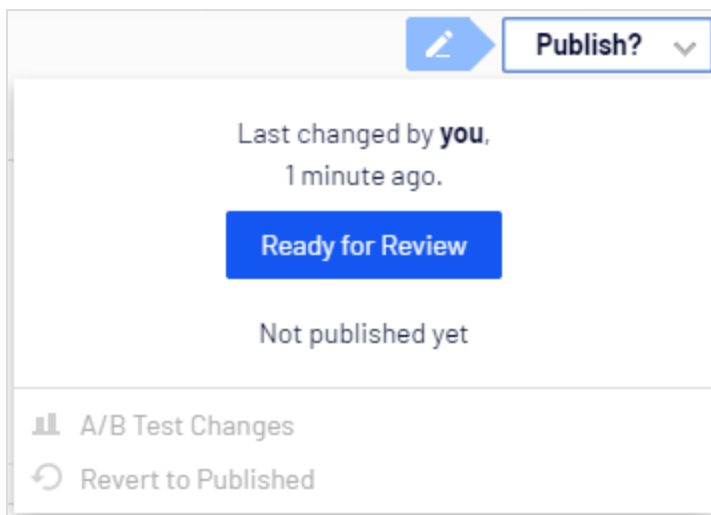 Publish?
Last changed by you,
1 minute ago.
Ready for Review
Not published yet
A/B Test Changes
Revert to Published